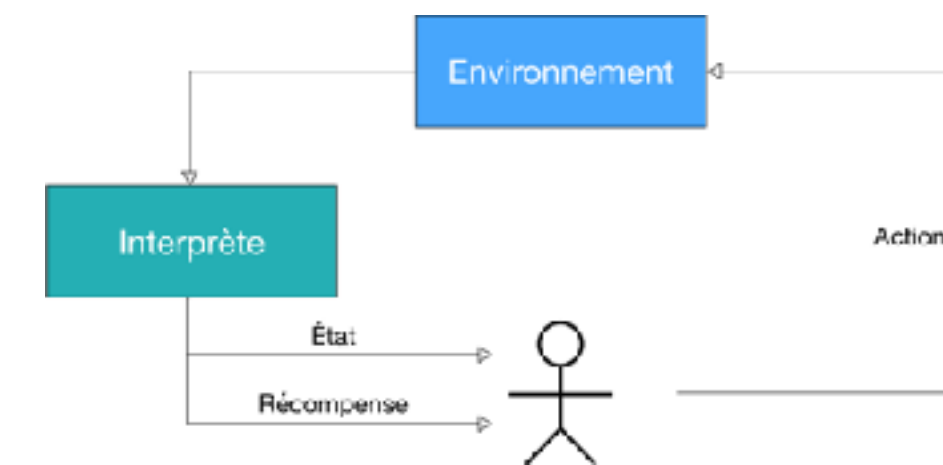 Environnement
Interprète
Action
État
Récompense